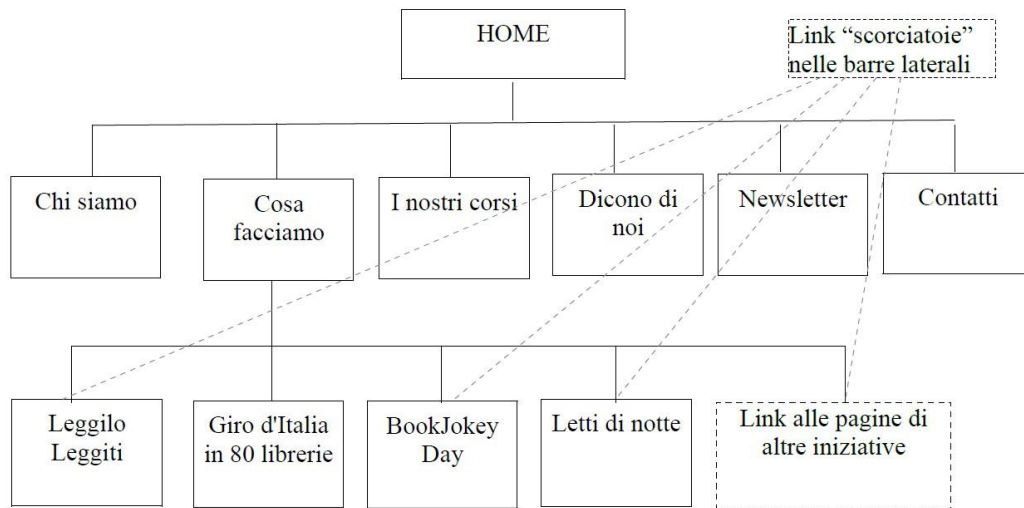 HOME
Link “scorciatoie”
nelle barre laterali
Chi siamo
Cosa
facciamo
I nostri corsi
Dicono di
noi
Newsletter
Contatti
Leggilo
Leggiti
Giro d'Italia
in 80 librerie
BookJokey
Day
Letti di notte
Link alle pagine di
altre iniziative